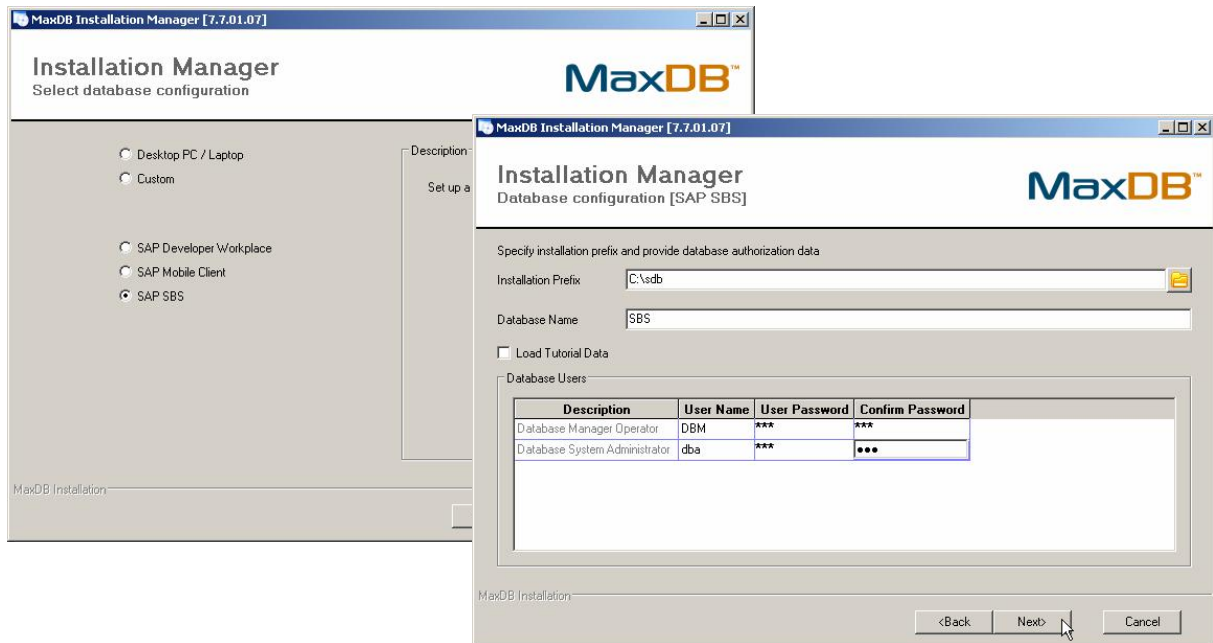 MaxDB Installation Manager [7.7.01.07]
Installation Manager
Select database configuration
MaxDB™
Desktop PC / Laptop
Custom
SAP Developer Workplace
SAP Mobile Client
SAP SBS
Description
Set up a
MaxDB Installation
MaxDB Installation Manager [7.7.01.07]
Installation Manager
Database configuration [SAP SBS]
MaxDB™
Specify installation prefix and provide database authorization data
Installation Prefix C:\sdb
Database Name SBS
Load Tutorial Data
Database Users
Description User Name User Password Confirm Password
Database Manager Operator DBM *** ***
Database System Administrator dba *** •••
MaxDB Installation
<Back Next> Cancel